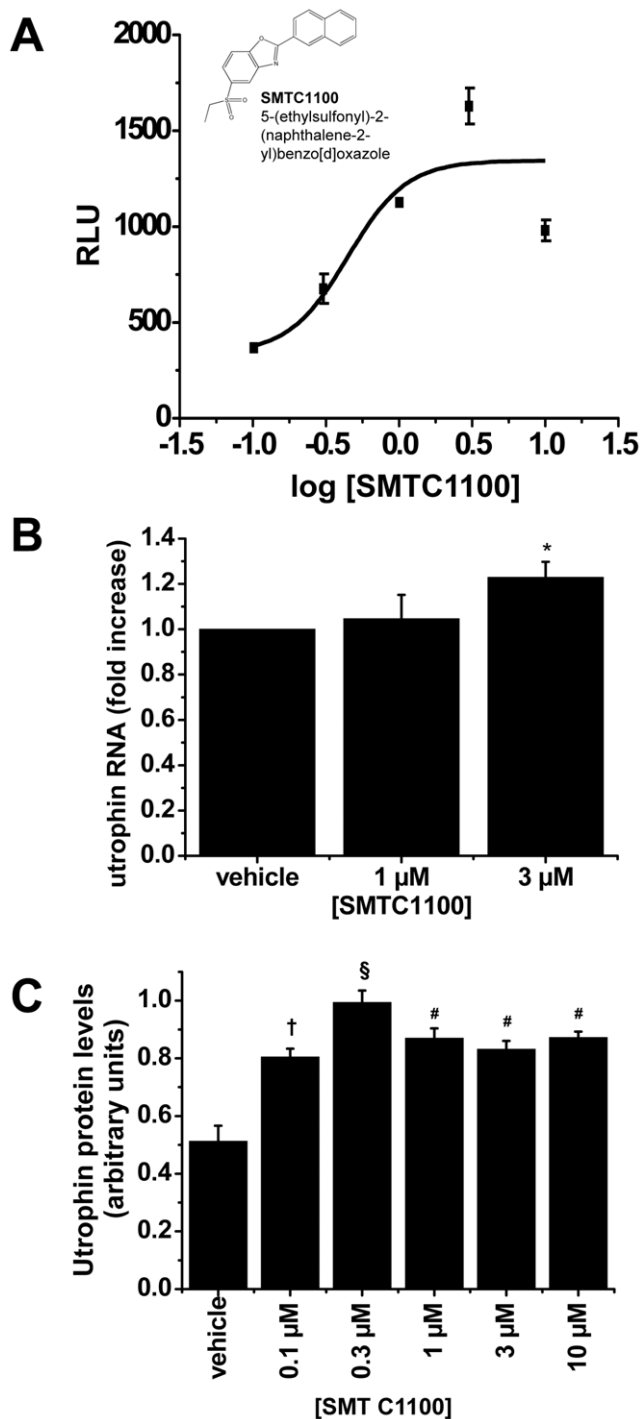 A
2000
1500
1000
500
0
RLU
-1.5 -1.0 -0.5 0.0 0.5 1.0 1.5
log [SMTC1100]
O
N
S
O
O
SMTC1100
5-(ethylsulfonyl)-2-
(naphthalene-2-
yl)benzo[d]oxazole
B
utrophin RNA (fold increase)
1.4
1.2
1.0
0.8
0.6
0.4
0.2
0.0
*
vehicle 1 µM 3 µM
[SMTC1100]
C
Utrophin protein levels
(arbitrary units)
1.0
0.8
0.6
0.4
0.2
0.0
† § # # #
vehicle
0.1 µM
0.3 µM
1 µM
3 µM
10 µM
[SMT C1100]